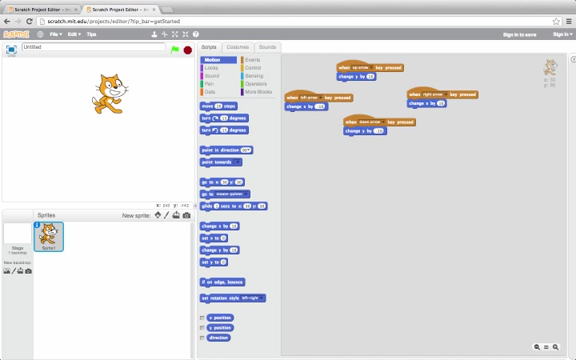 Scratch Project Editor
Scratch Project Editor
scratch.mit.edu/projects/editor/?tip_bar=getStarted
SCRATCH
File
Edit
Tips
Sign in to save
Sign in
Untitled
Scripts
Costumes
Sounds
Motion
Events
Looks
Control
Sound
Sensing
Pen
Operators
Data
More Blocks
move 10 steps
turn 15 degrees
turn 15 degrees
point in direction 90
point towards
go to x: y:
go to mouse-pointer
glide 1 secs to x: y:
change x by 10
set x to 0
change y by 10
set y to 0
if on edge, bounce
set rotation style left-right
x position
y position
direction
when up arrow key pressed
change y by 10
when left arrow key pressed
change x by -10
when right arrow key pressed
change x by 10
when down arrow key pressed
change y by -10
Sprites
New sprite:
Stage
Sprite1
New backdrop: